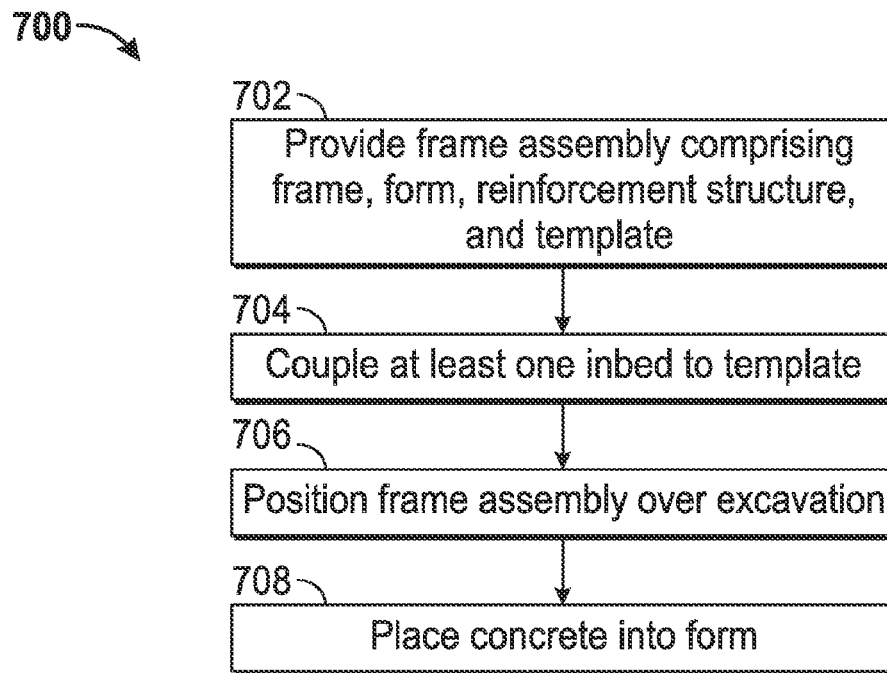 700
702
Provide frame assembly comprising
frame, form, reinforcement structure,
and template
704
Couple at least one inbed to template
706
Position frame assembly over excavation
708
Place concrete into form